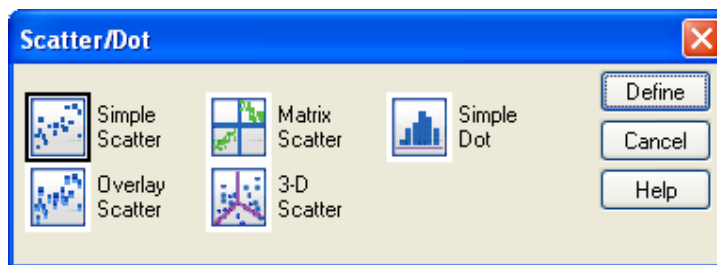 Scatter/Dot
Simple
Scatter
Matrix
Scatter
Simple
Dot
Overlay
Scatter
3-D
Scatter
Define
Cancel
Help